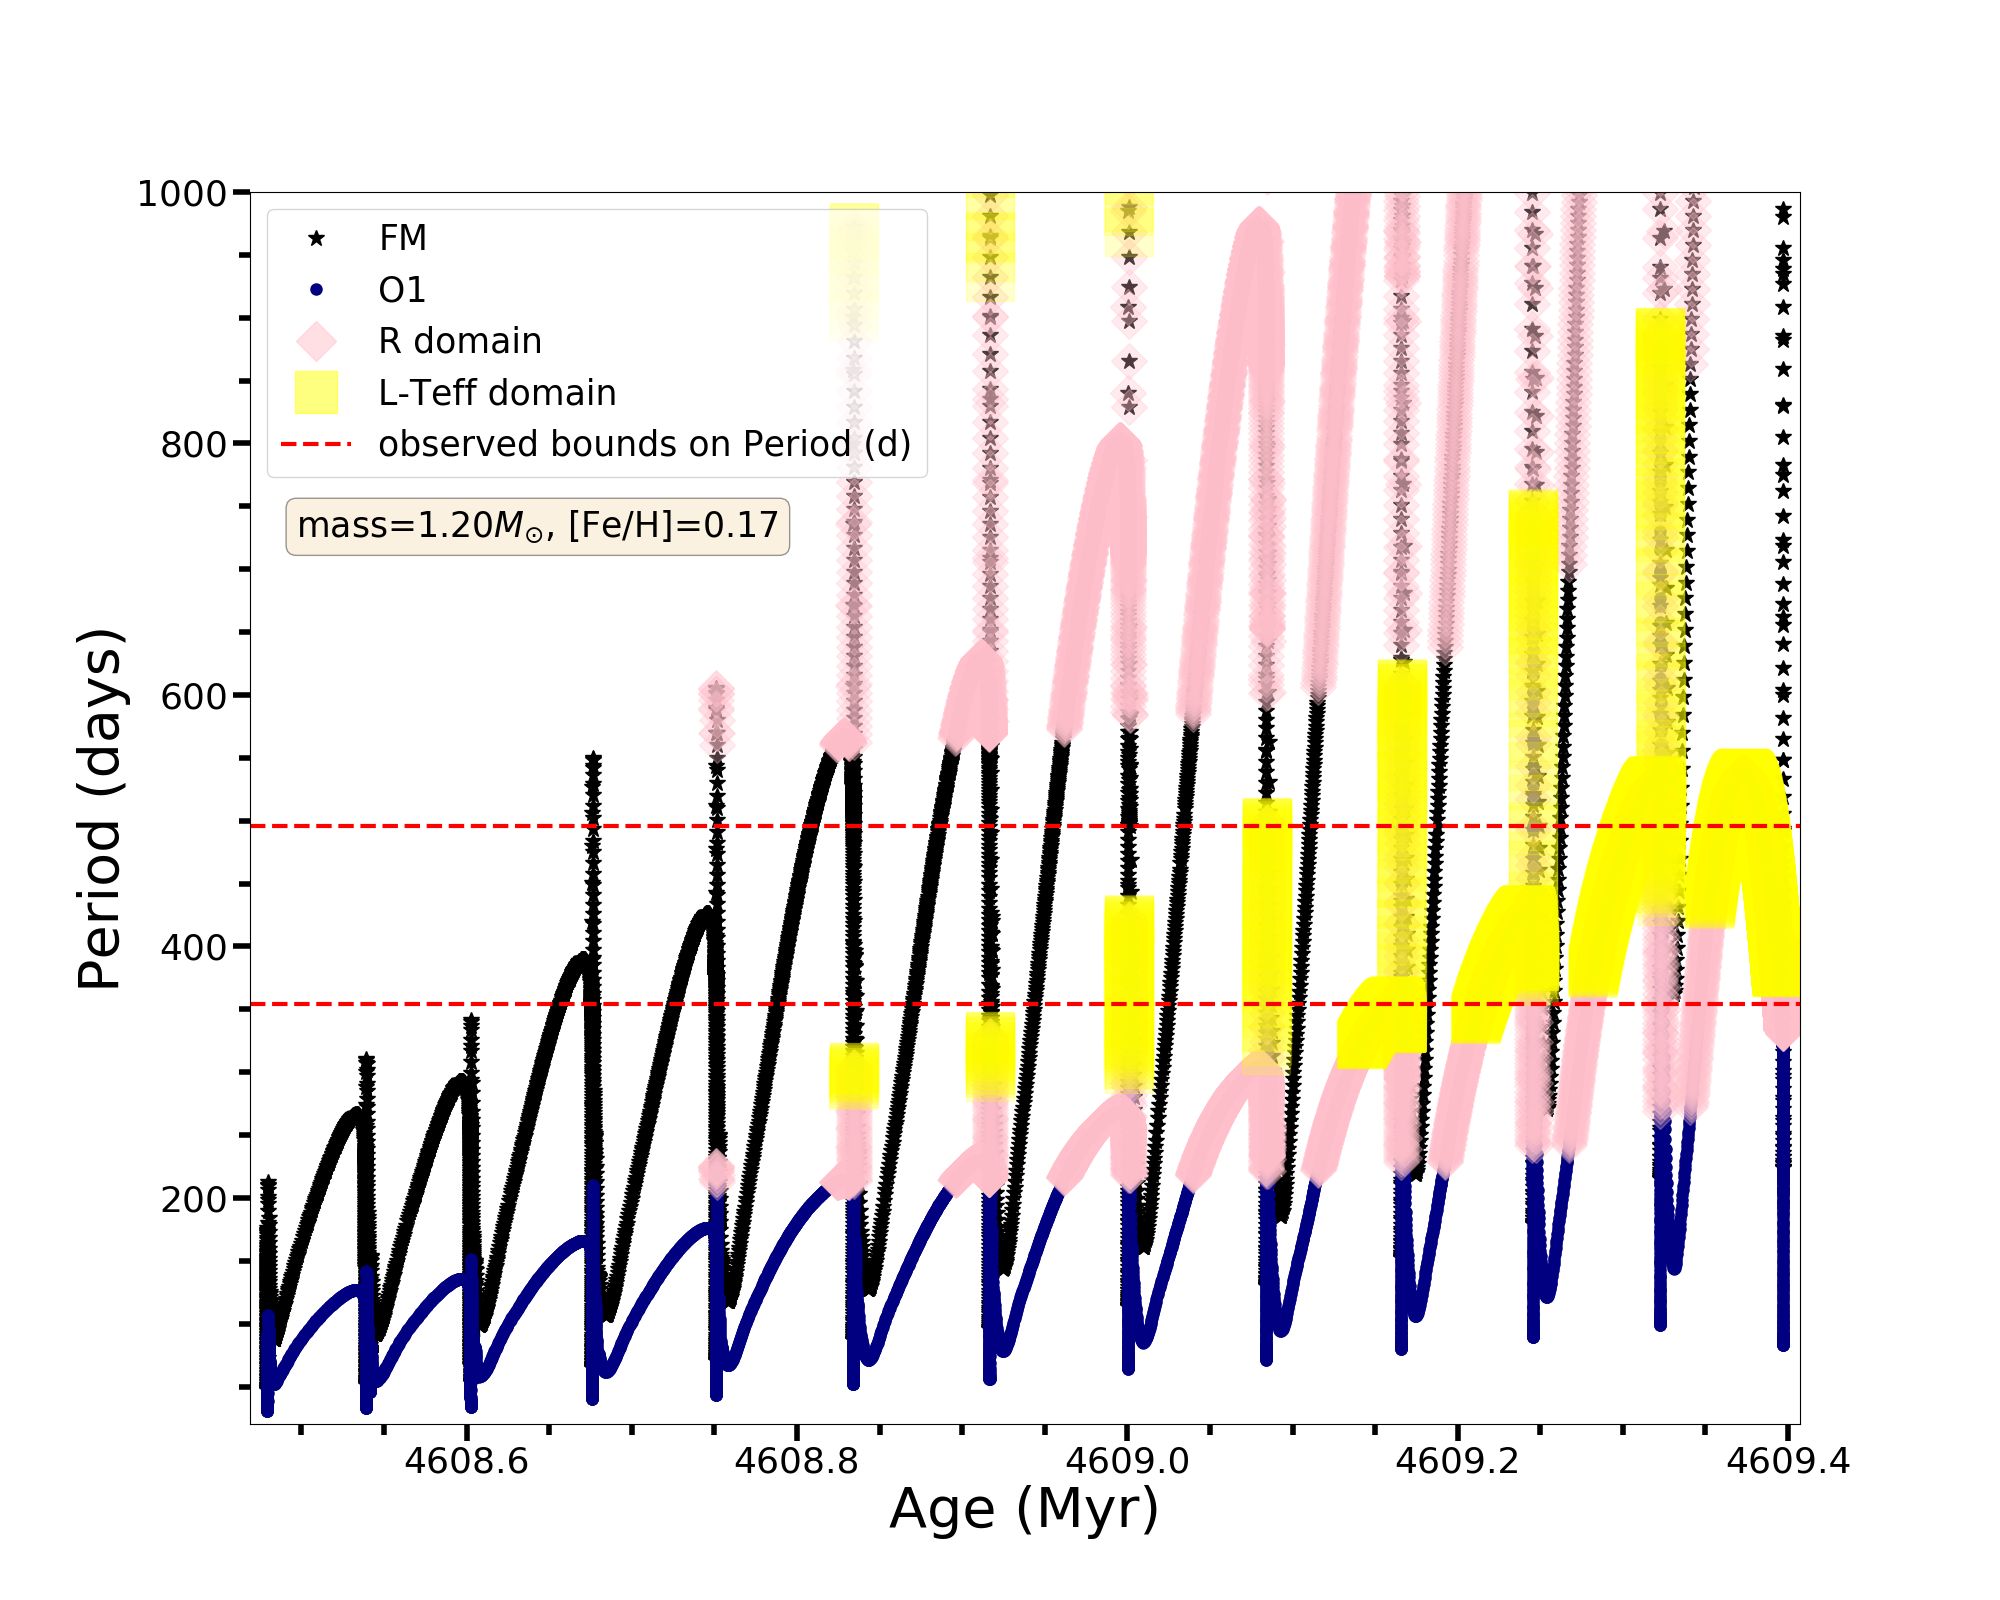 1000
800
600
400
200
Period (days)
FM
O1
R domain
L-Teff domain
observed bounds on Period (d)
mass=1.20M⊙, [Fe/H]=0.17
4608.6 4608.8 4609.0 4609.2 4609.4
Age (Myr)